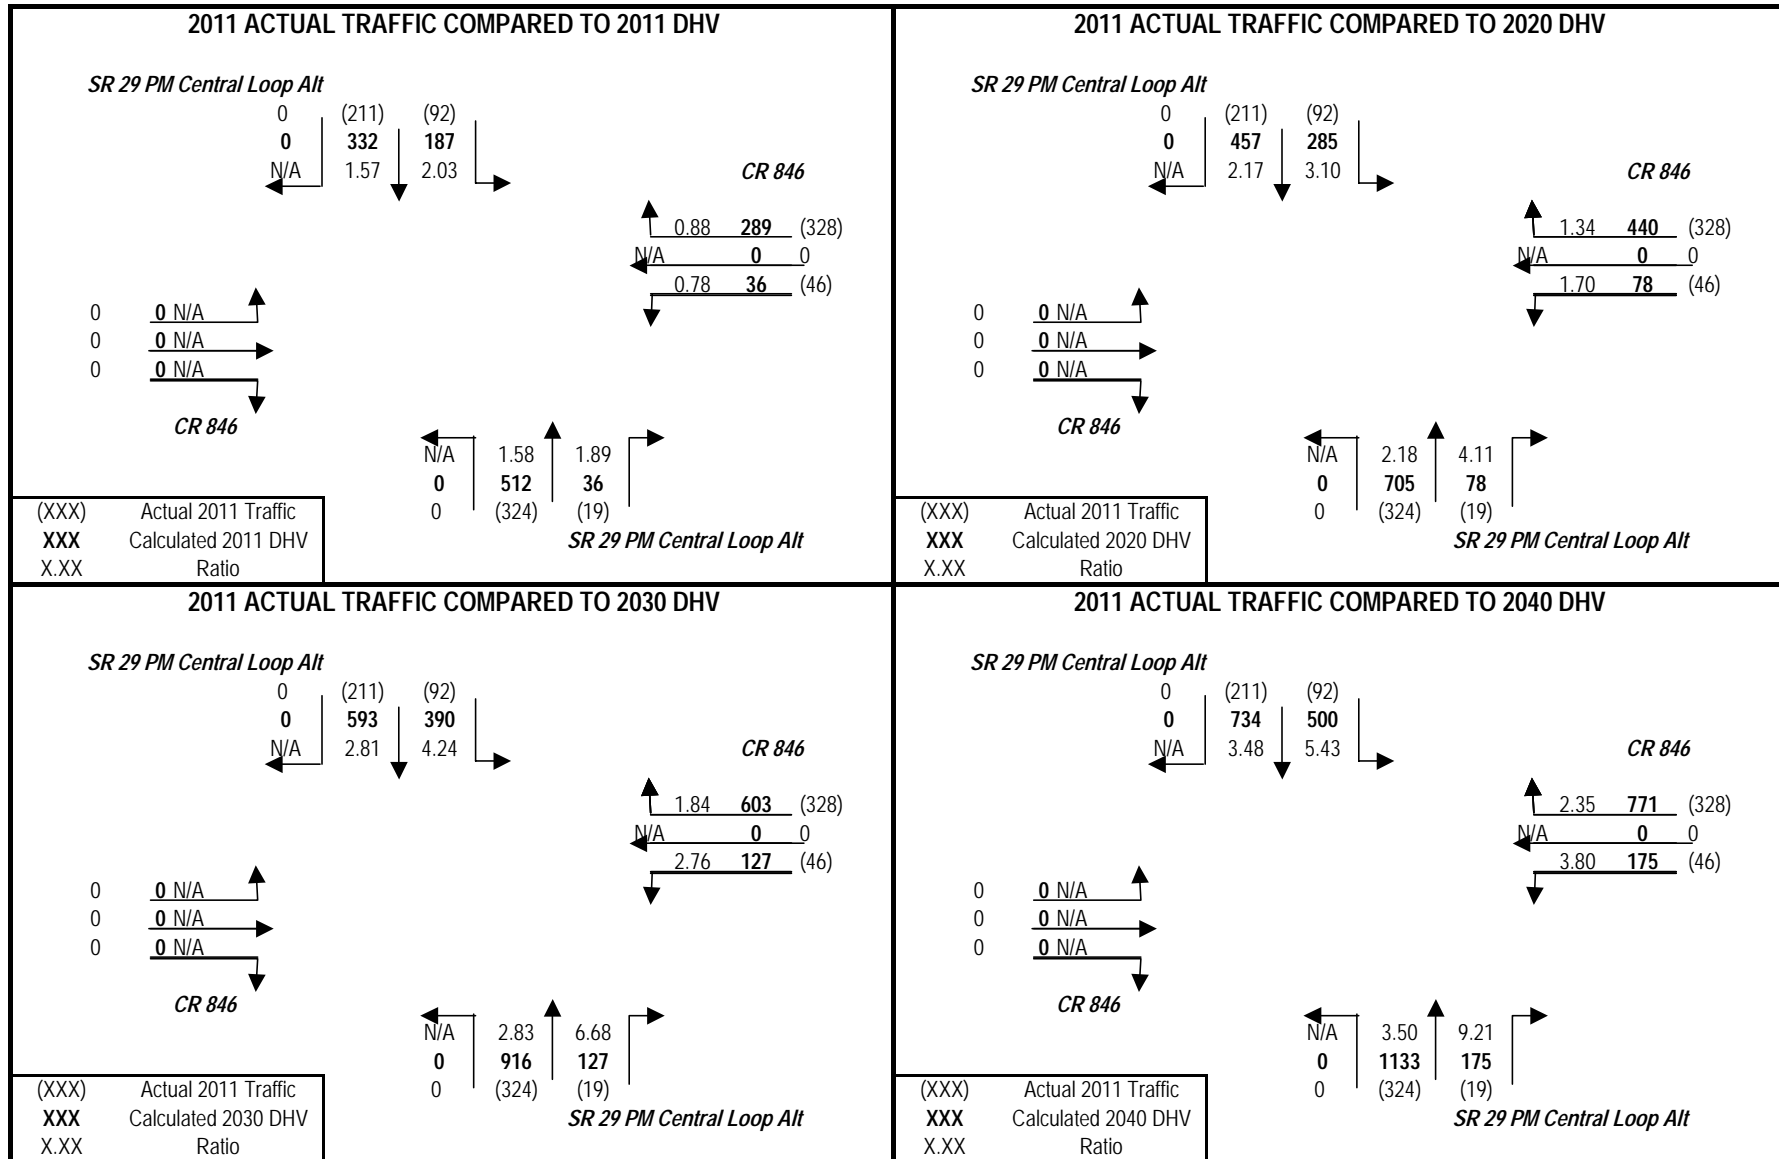 2011 ACTUAL TRAFFIC COMPARED TO 2011 DHV
SR 29 PM Central Loop Alt
0 (211) (92)
0 332 187
N/A 1.57 2.03
CR 846
0.88 289 (328)
N/A 0 0
0.78 36 (46)
0 0 N/A
0 0 N/A
0 0 N/A
CR 846
N/A 1.58 1.89
0 512 36
0 (324) (19)
SR 29 PM Central Loop Alt
(XXX) Actual 2011 Traffic
XXX Calculated 2011 DHV
X.XX Ratio
2011 ACTUAL TRAFFIC COMPARED TO 2020 DHV
SR 29 PM Central Loop Alt
0 (211) (92)
0 457 285
N/A 2.17 3.10
CR 846
1.34 440 (328)
N/A 0 0
1.70 78 (46)
0 0 N/A
0 0 N/A
0 0 N/A
CR 846
N/A 2.18 4.11
0 705 78
0 (324) (19)
SR 29 PM Central Loop Alt
(XXX) Actual 2011 Traffic
XXX Calculated 2020 DHV
X.XX Ratio
2011 ACTUAL TRAFFIC COMPARED TO 2030 DHV
SR 29 PM Central Loop Alt
0 (211) (92)
0 593 390
N/A 2.81 4.24
CR 846
1.84 603 (328)
N/A 0 0
2.76 127 (46)
0 0 N/A
0 0 N/A
0 0 N/A
CR 846
N/A 2.83 6.68
0 916 127
0 (324) (19)
SR 29 PM Central Loop Alt
(XXX) Actual 2011 Traffic
XXX Calculated 2030 DHV
X.XX Ratio
2011 ACTUAL TRAFFIC COMPARED TO 2040 DHV
SR 29 PM Central Loop Alt
0 (211) (92)
0 734 500
N/A 3.48 5.43
CR 846
2.35 771 (328)
N/A 0 0
3.80 175 (46)
0 0 N/A
0 0 N/A
0 0 N/A
CR 846
N/A 3.50 9.21
0 1133 175
0 (324) (19)
SR 29 PM Central Loop Alt
(XXX) Actual 2011 Traffic
XXX Calculated 2040 DHV
X.XX Ratio